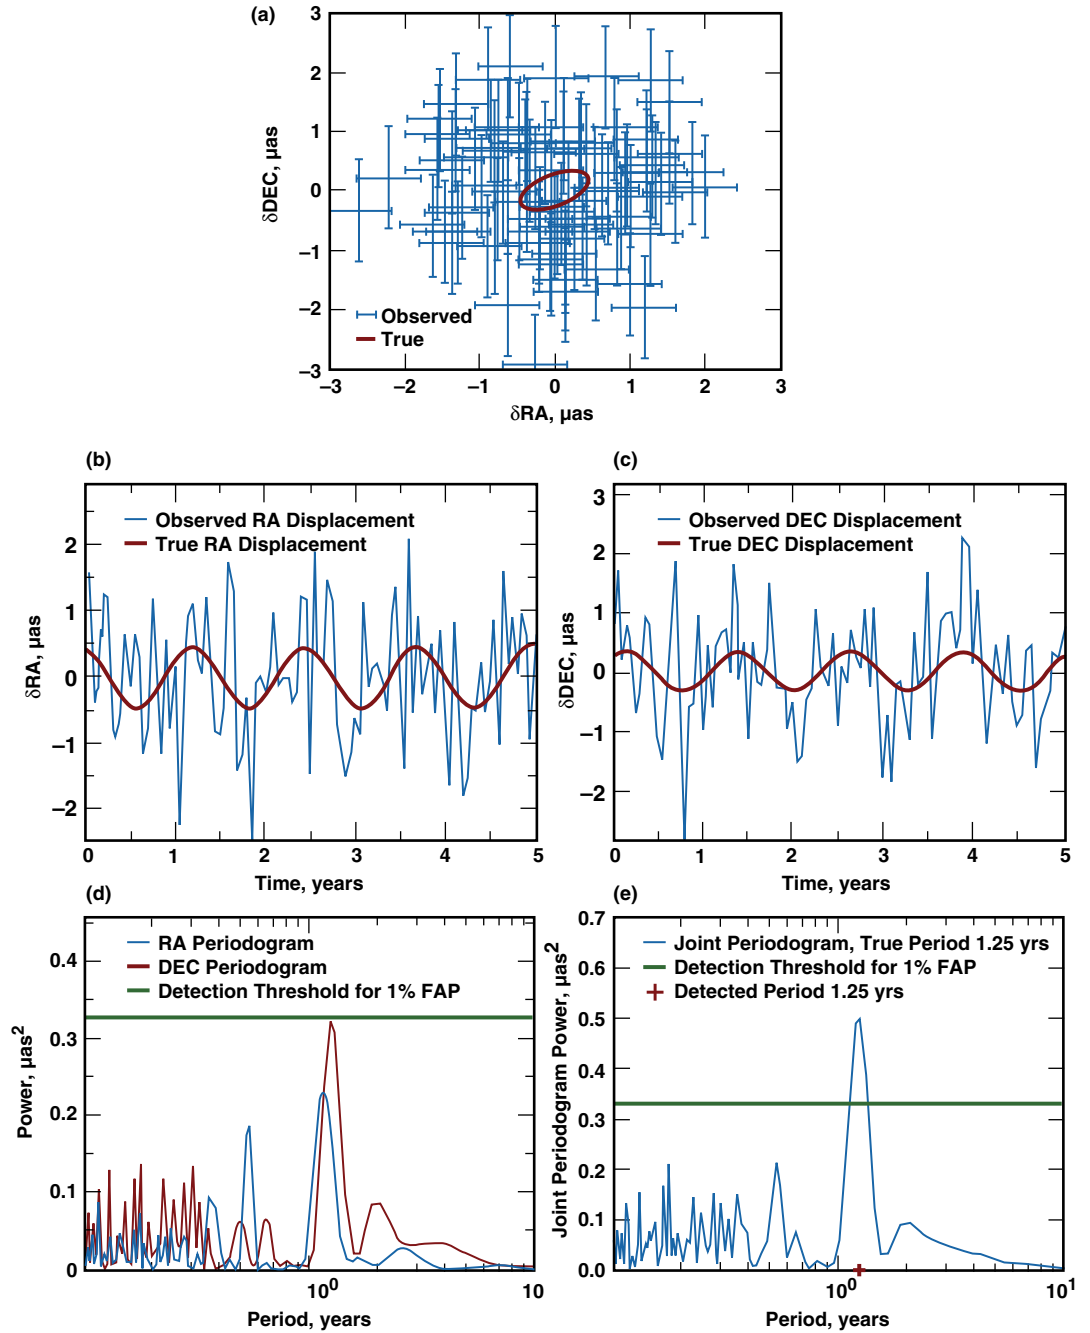 (a)
3
2
1
0
−1
−2
−3
δDEC, µas
Observed
True
−3 −2 −1 0 1 2 3
δRA, µas
(b)
2
1
0
−1
−2
δRA, µas
Observed RA Displacement
True RA Displacement
0 1 2 3 4 5
Time, years
(c)
3
2
1
0
−1
−2
δDEC, µas
Observed DEC Displacement
True DEC Displacement
0 1 2 3 4 5
Time, years
(d)
0.4
0.3
0.2
0.1
0
Power, µas²
RA Periodogram
DEC Periodogram
Detection Threshold for 1% FAP
10⁰ 10
Period, years
(e)
0.7
0.6
0.5
0.4
0.3
0.2
0.1
0.0
Joint Periodogram Power, µas²
Joint Periodogram, True Period 1.25 yrs
Detection Threshold for 1% FAP
Detected Period 1.25 yrs
10⁰ 10¹
Period, years